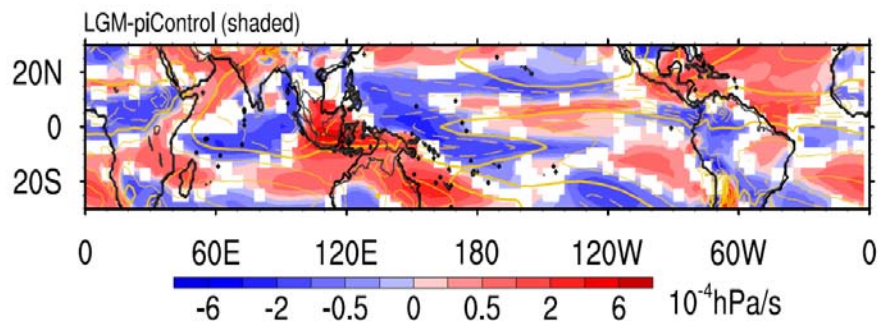 LGM-piControl (shaded)
20N
0
20S
0 60E 120E 180 120W 60W 0
-6 -2 -0.5 0 0.5 2 6 10⁻⁴hPa/s